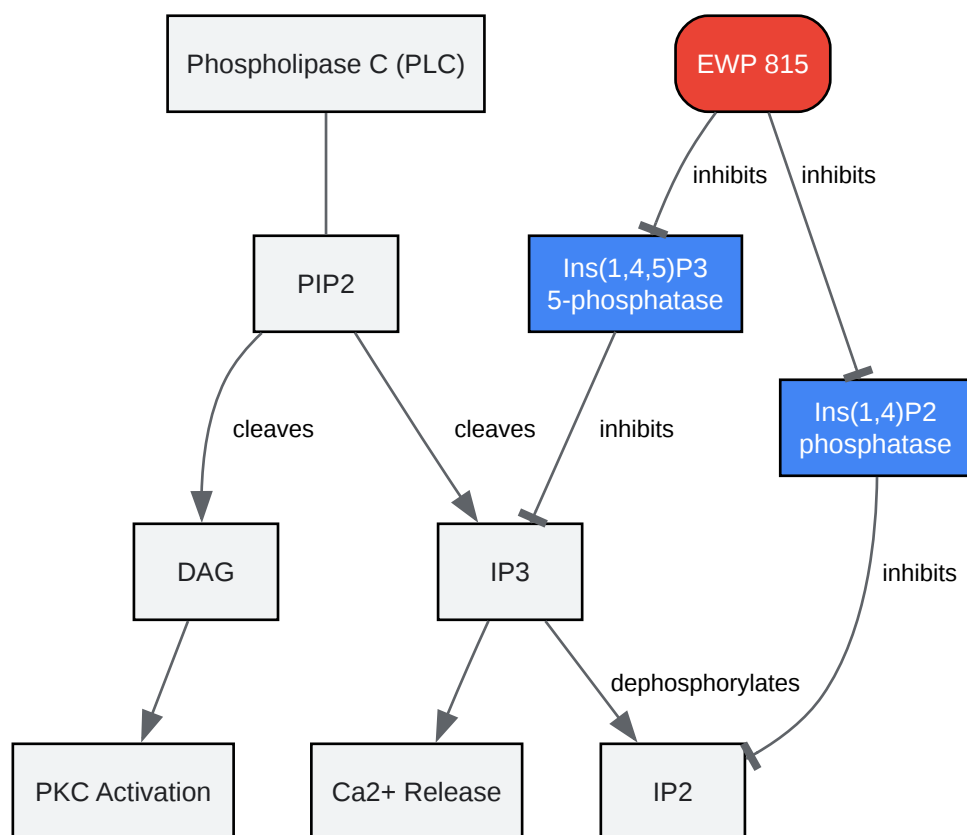 Phospholipase C (PLC)
EWP 815
inhibits
inhibits
PIP2
Ins(1,4,5)P3
5-phosphatase
Ins(1,4)P2
phosphatase
cleaves
cleaves
inhibits
DAG
IP3
inhibits
dephosphorylates
PKC Activation
Ca2+ Release
IP2